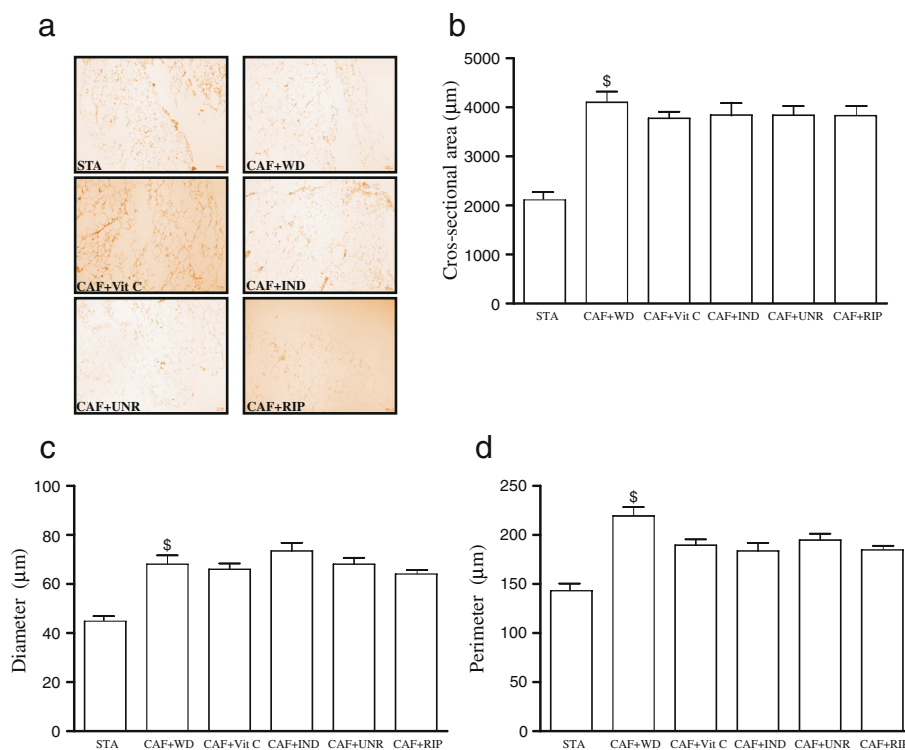 a
STA
CAF+WD
CAF+Vit C
CAF+IND
CAF+UNR
CAF+RIP
b
Cros-sectional area (μm)
5000
4000
3000
2000
1000
0
$
STA CAF+WD CAF+Vit C CAF+IND CAF+UNR CAF+RIP
c
Diameter (μm)
100
80
60
40
20
0
$
STA CAF+WD CAF+Vit C CAF+IND CAF+UNR CAF+RIP
d
Perimeter (μm)
250
200
150
100
50
0
$
STA CAF+WD CAF+Vit C CAF+IND CAF+UNR CAF+RIP